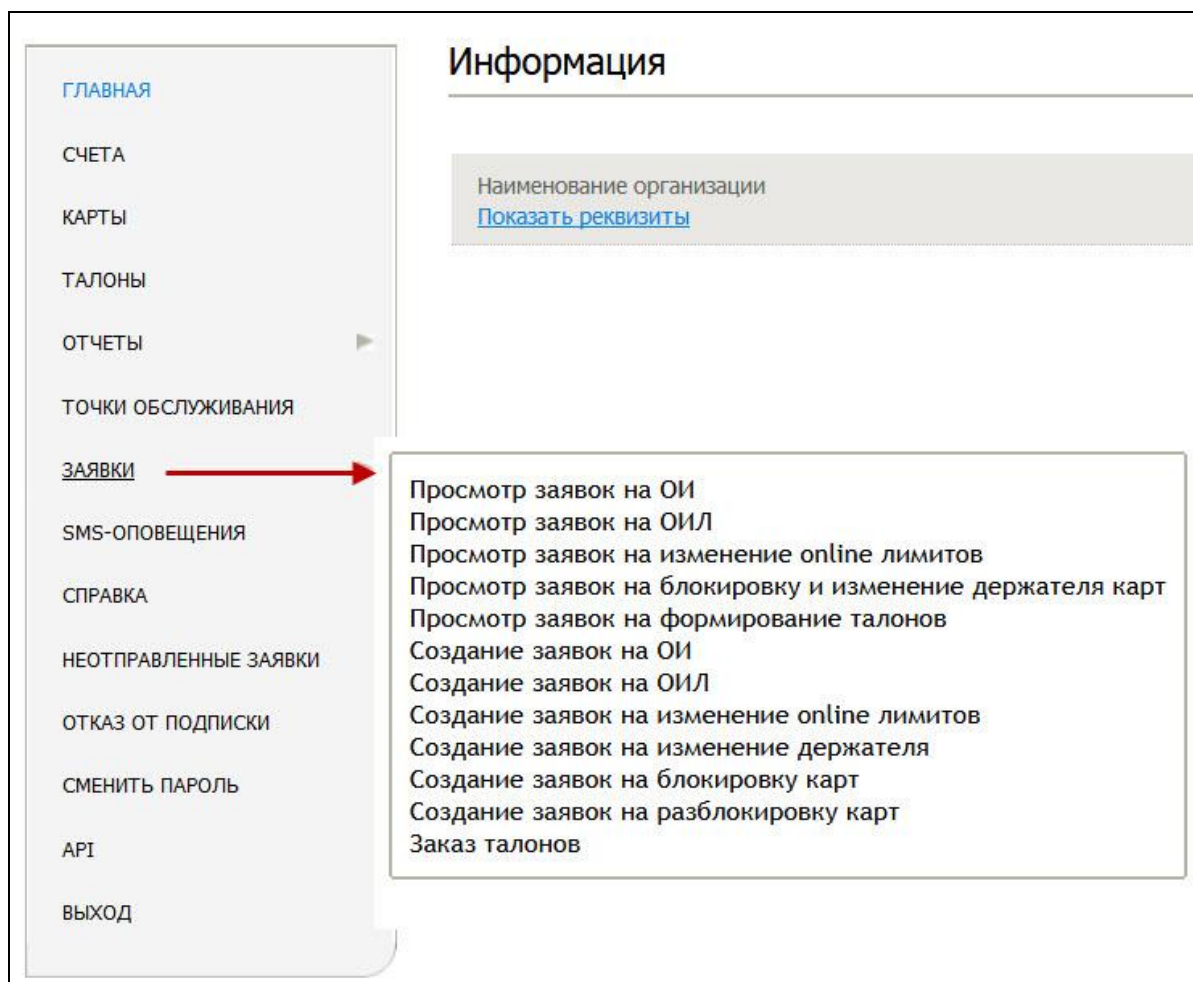 Информация
ГЛАВНАЯ
СЧЕТА
КАРТЫ
ТАЛОНЫ
ОТЧЕТЫ
ТОЧКИ ОБСЛУЖИВАНИЯ
ЗАЯВКИ
SMS-ОПОВЕЩЕНИЯ
СПРАВКА
НЕОТПРАВЛЕННЫЕ ЗАЯВКИ
ОТКАЗ ОТ ПОДПИСКИ
СМЕНИТЬ ПАРОЛЬ
API
ВЫХОД
Наименование организации
Показать реквизиты
Просмотр заявок на ОИ
Просмотр заявок на ОИЛ
Просмотр заявок на изменение online лимитов
Просмотр заявок на блокировку и изменение держателя карт
Просмотр заявок на формирование талонов
Создание заявок на ОИ
Создание заявок на ОИЛ
Создание заявок на изменение online лимитов
Создание заявок на изменение держателя
Создание заявок на блокировку карт
Создание заявок на разблокировку карт
Заказ талонов